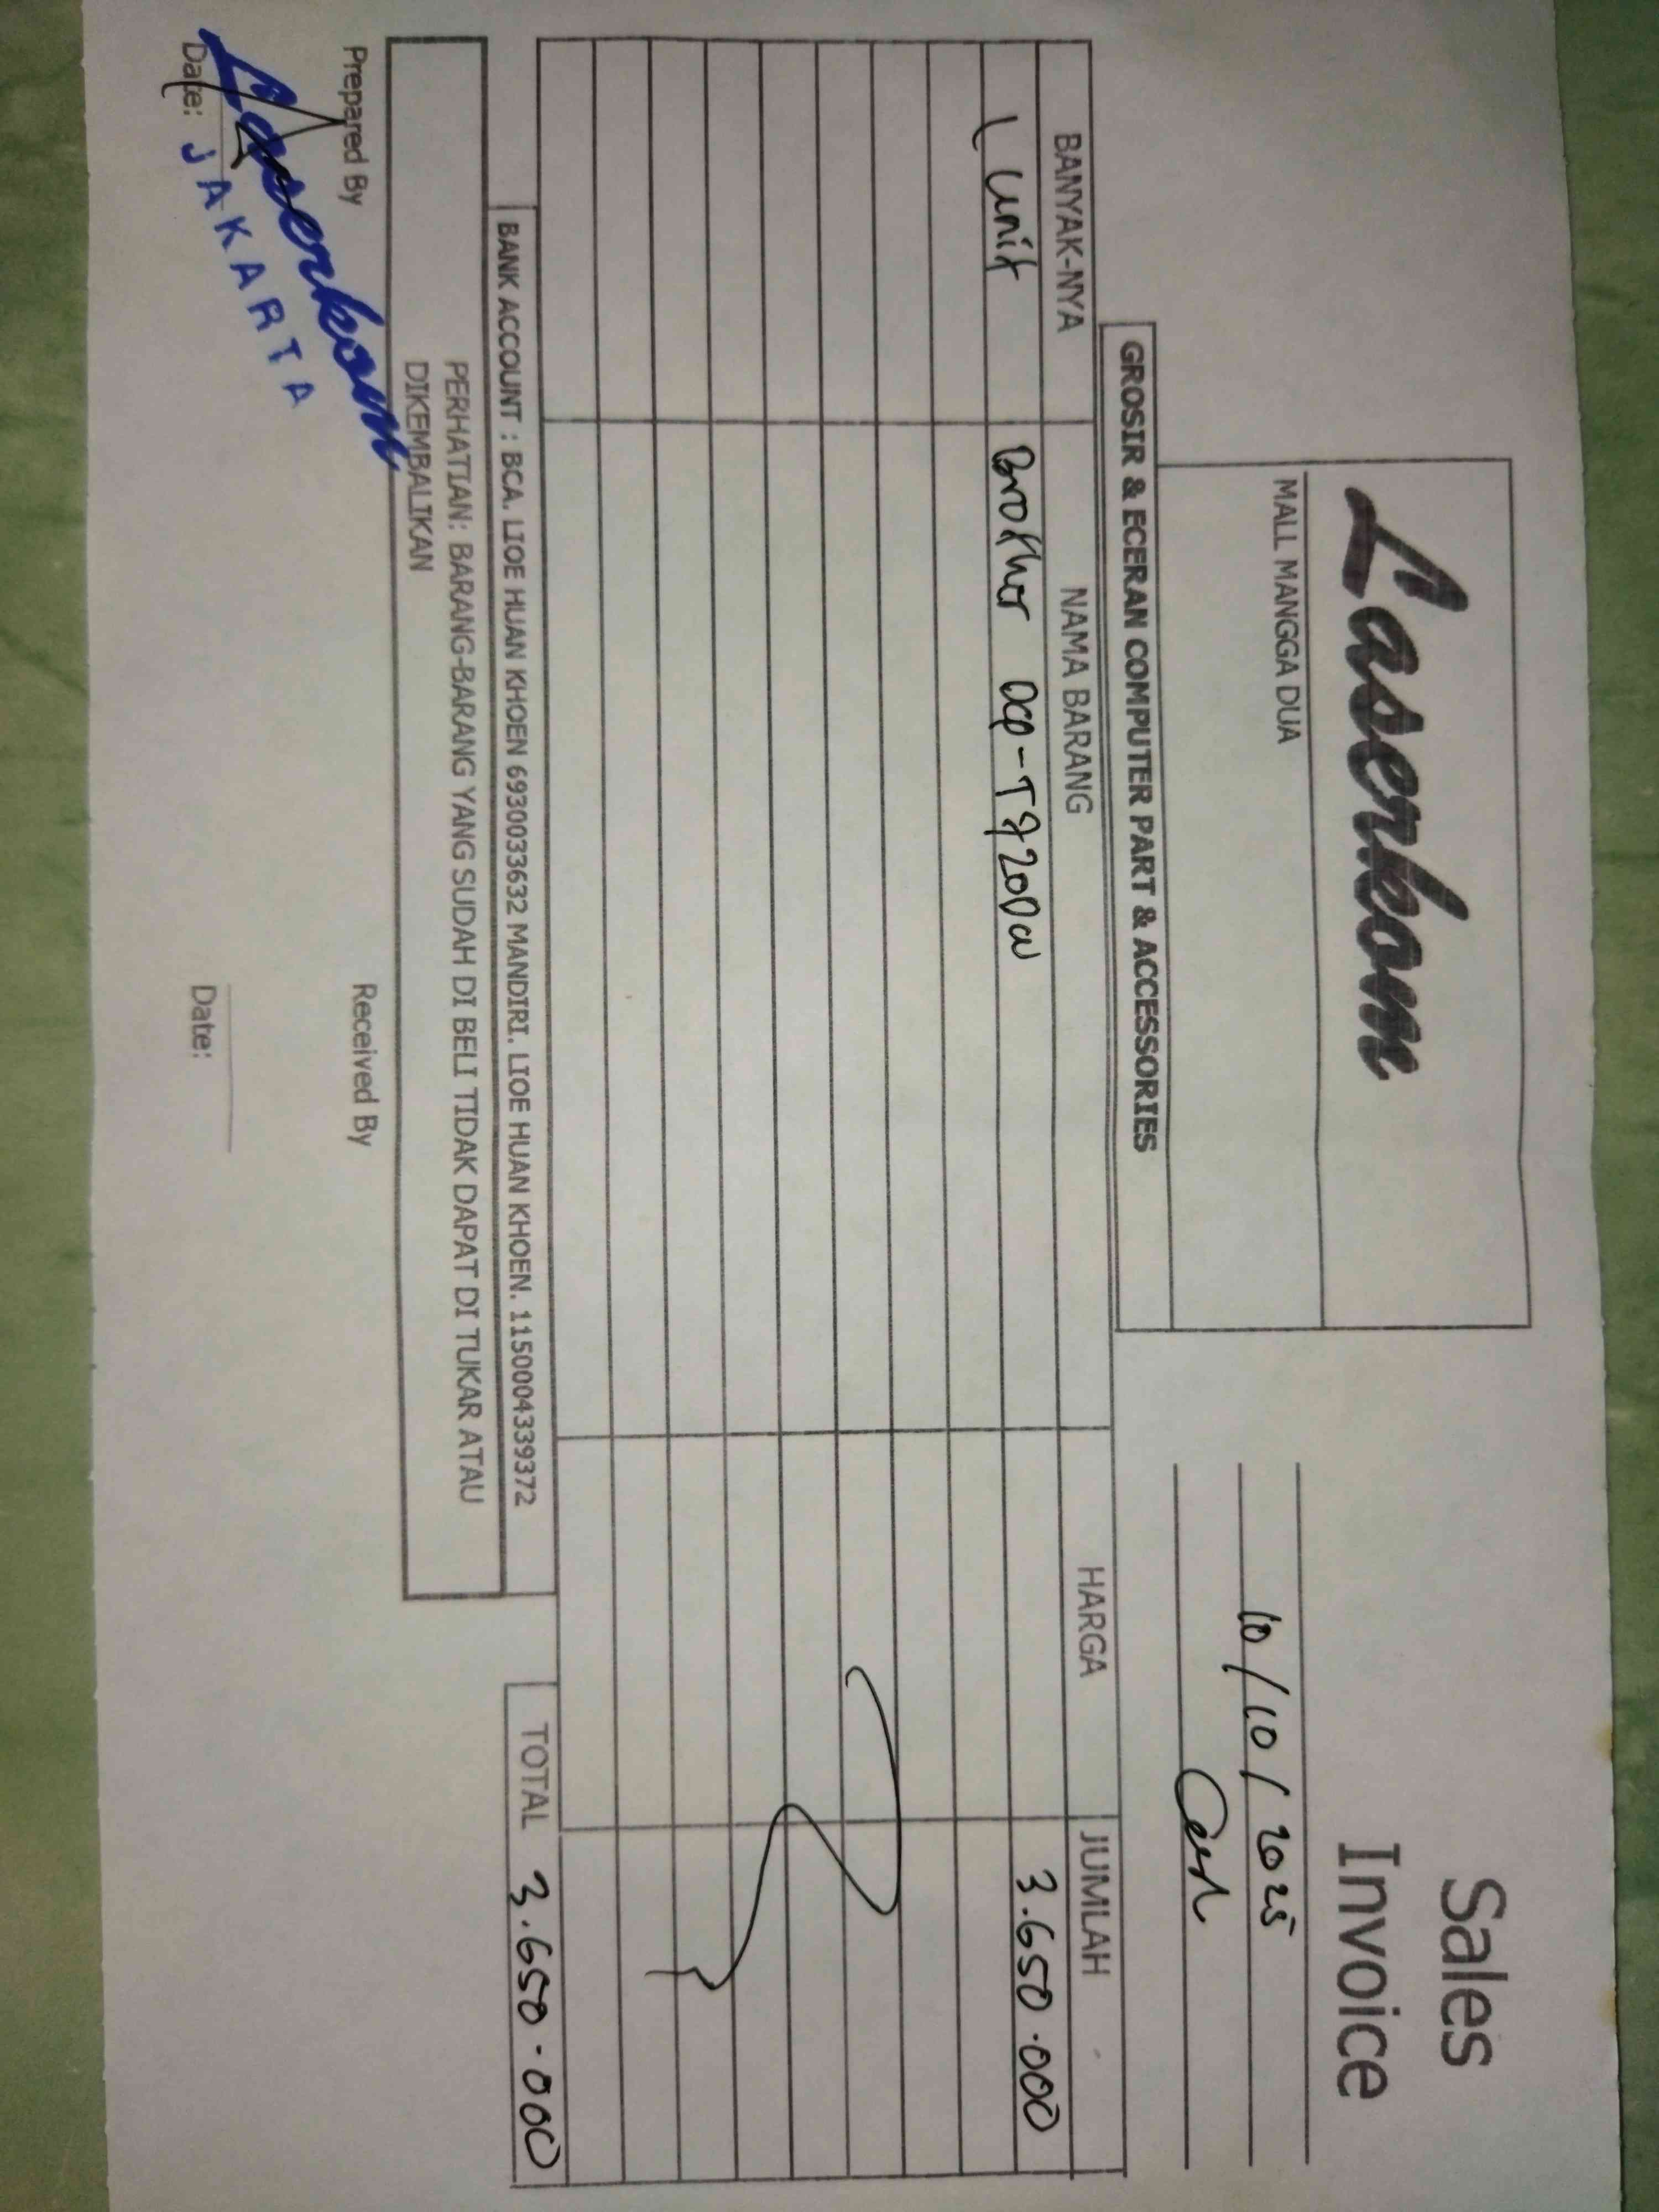 Laserkom
MALL MANGGA DUA
GROSIR & ECERAN COMPUTER PART & ACCESSORIES
Sales
Invoice
10/10/2025
BANYAK-NYA NAMA BARANG HARGA JUMLAH
1 unit Brother DCP-T720DW 3.650.000
BANK ACCOUNT : BCA. LIOE HUAN KHOEN 6930033632 MANDIRI. LIOE HUAN KHOEN. 1150004339372
TOTAL 3.650.000
PERHATIAN: BARANG-BARANG YANG SUDAH DI BELI TIDAK DAPAT DI TUKAR ATAU
DIKEMBALIKAN
Prepared By Received By
Laserkom
JAKARTA
Date: Date: